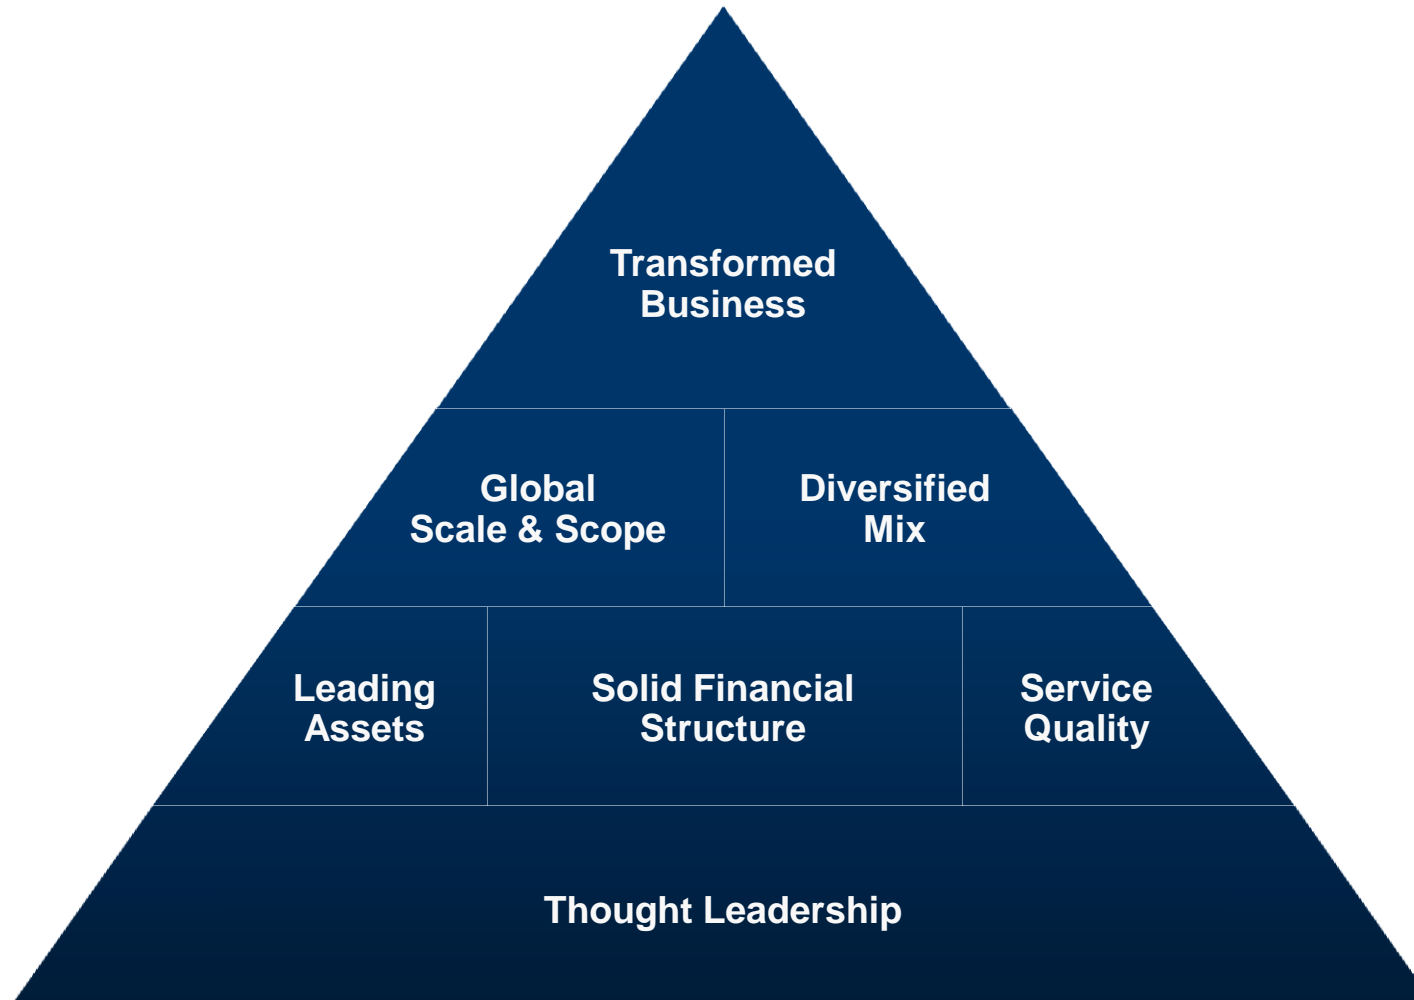 Transformed
Business
Global
Scale & Scope
Diversified
Mix
Leading
Assets
Solid Financial
Structure
Service
Quality
Thought Leadership